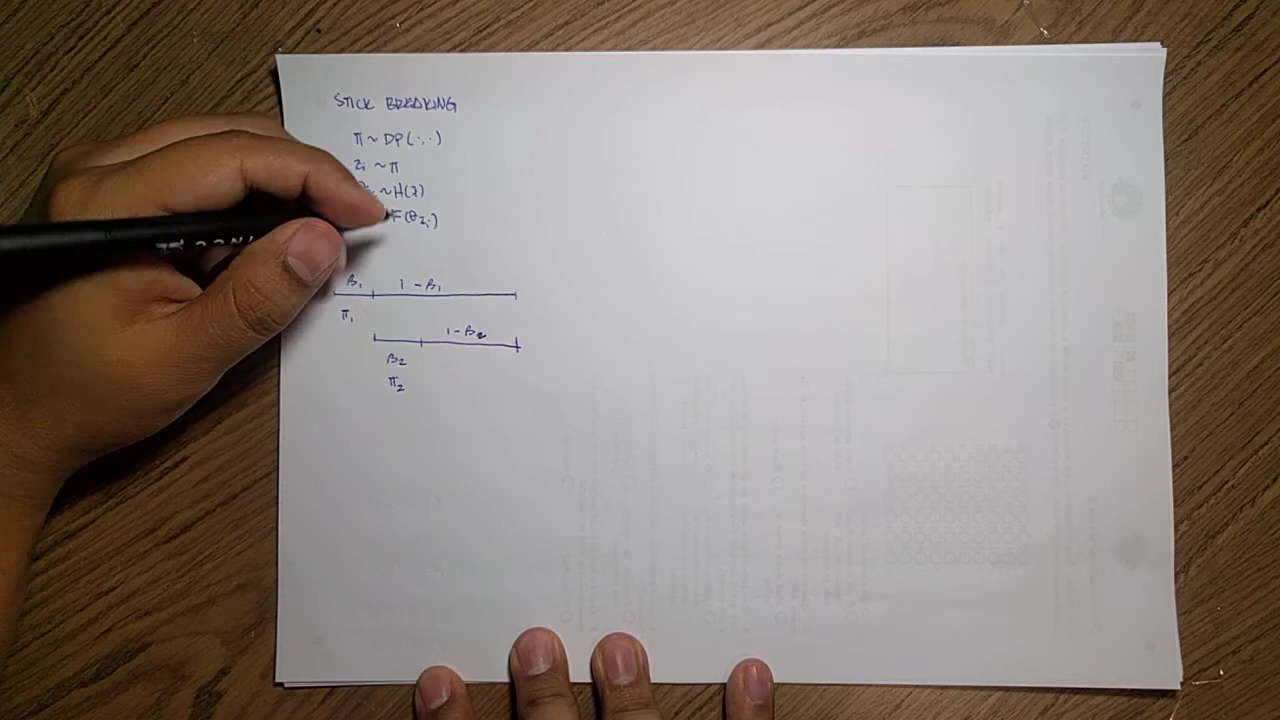 STICK BREAKING
π ~ DP(·,·)
zᵢ ~ π
~ H(λ)
F(θzᵢ)
β₁ 1 - β₁
π₁
1 - β₂
β₂
π₂